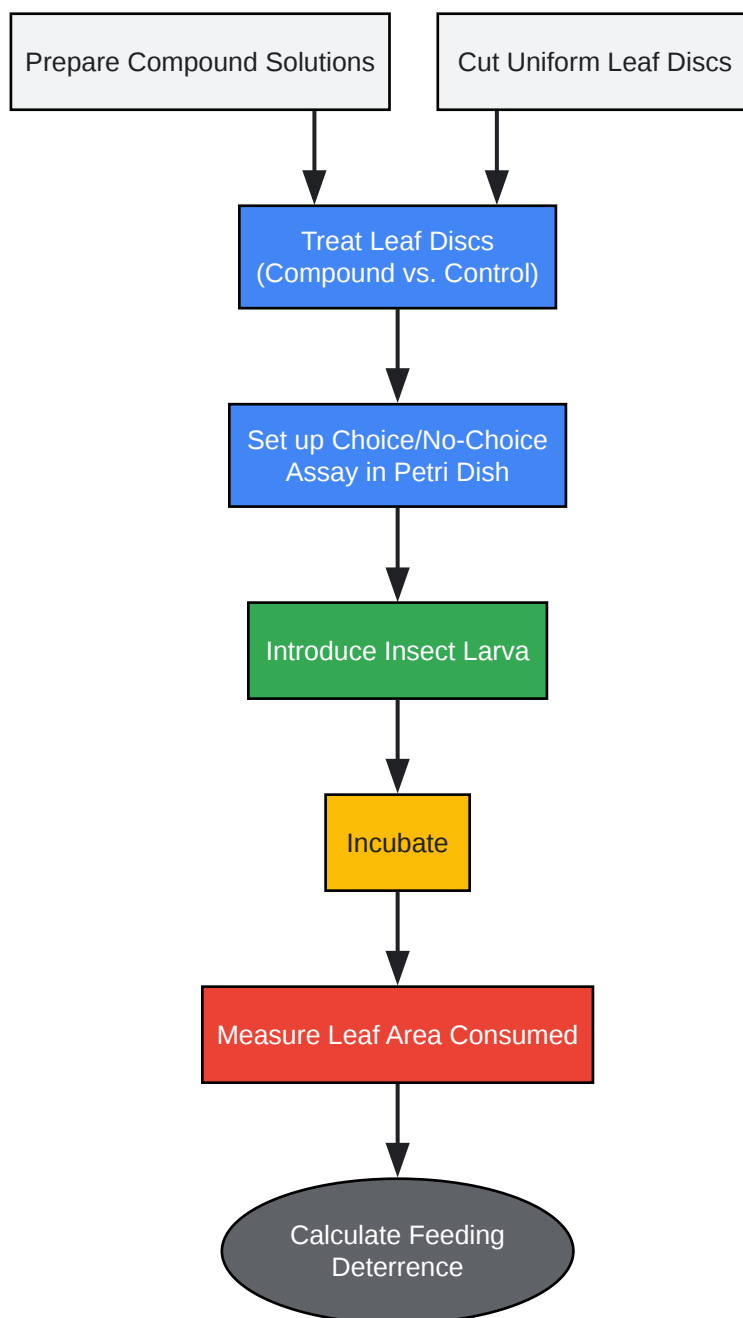 Prepare Compound Solutions
Cut Uniform Leaf Discs
Treat Leaf Discs
(Compound vs. Control)
Set up Choice/No-Choice
Assay in Petri Dish
Introduce Insect Larva
Incubate
Measure Leaf Area Consumed
Calculate Feeding
Deterrence